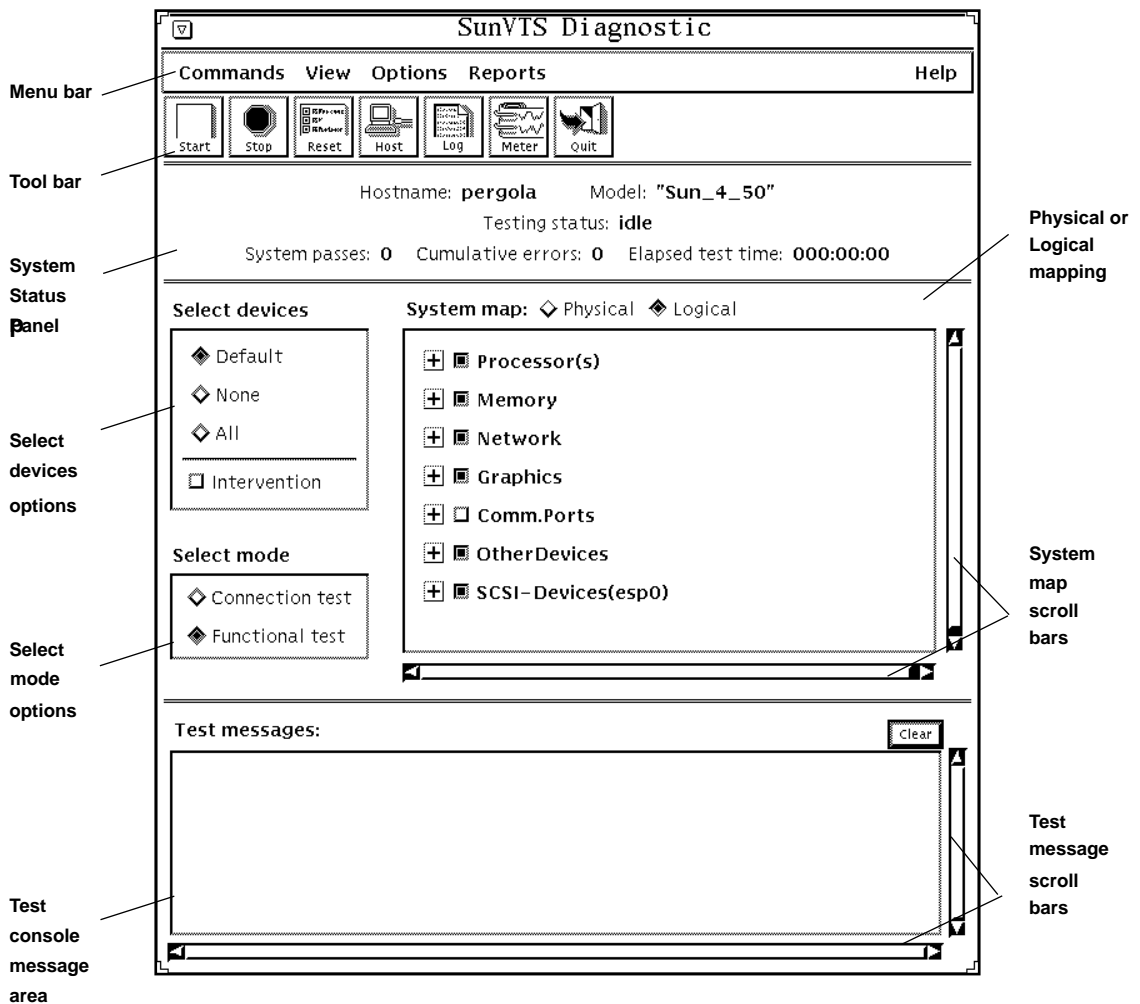 SunVTS Diagnostic
Commands View Options Reports Help
Menu bar
Start Stop Reset Host Log Meter Quit
Tool bar
Hostname: pergola Model: "Sun_4_50"
Testing status: idle
System passes: 0 Cumulative errors: 0 Elapsed test time: 000:00:00
System
Status
Panel
Physical or
Logical
mapping
Select devices
Default
None
All
Intervention
Select
devices
options
System map: Physical Logical
Processor(s)
Memory
Network
Graphics
Comm.Ports
OtherDevices
SCSI-Devices(esp0)
System
map
scroll
bars
Select mode
Connection test
Functional test
Select
mode
options
Test messages:
Clear
Test
message
scroll
bars
Test
console
message
area